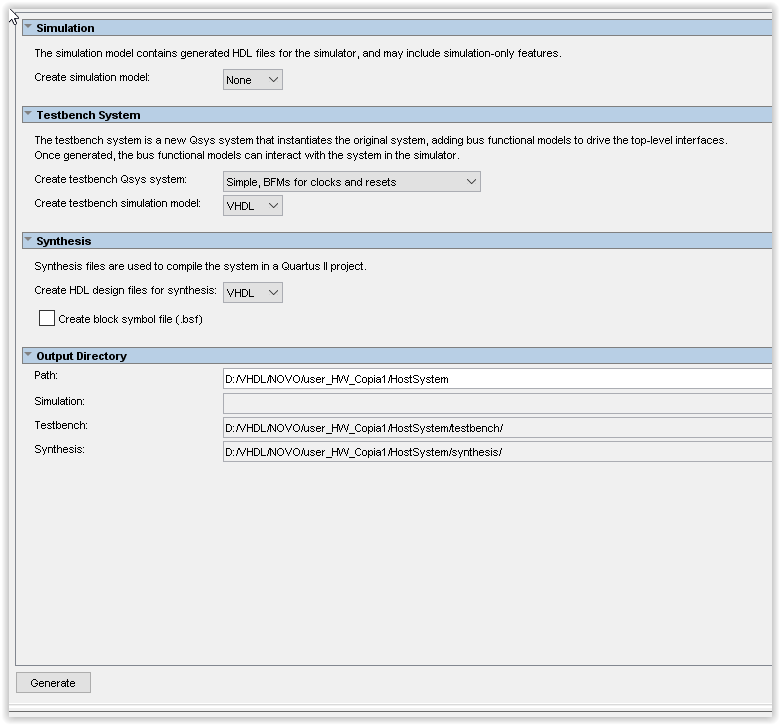 Simulation
The simulation model contains generated HDL files for the simulator, and may include simulation-only features.
Create simulation model: None
Testbench System
The testbench system is a new Qsys system that instantiates the original system, adding bus functional models to drive the top-level interfaces.
Once generated, the bus functional models can interact with the system in the simulator.
Create testbench Qsys system: Simple, BFMs for clocks and resets
Create testbench simulation model: VHDL
Synthesis
Synthesis files are used to compile the system in a Quartus II project.
Create HDL design files for synthesis: VHDL
Create block symbol file (.bsf)
Output Directory
Path: D:/VHDL/NOVO/user_HW_Copia1/HostSystem
Simulation:
Testbench: D:/VHDL/NOVO/user_HW_Copia1/HostSystem/testbench/
Synthesis: D:/VHDL/NOVO/user_HW_Copia1/HostSystem/synthesis/
Generate